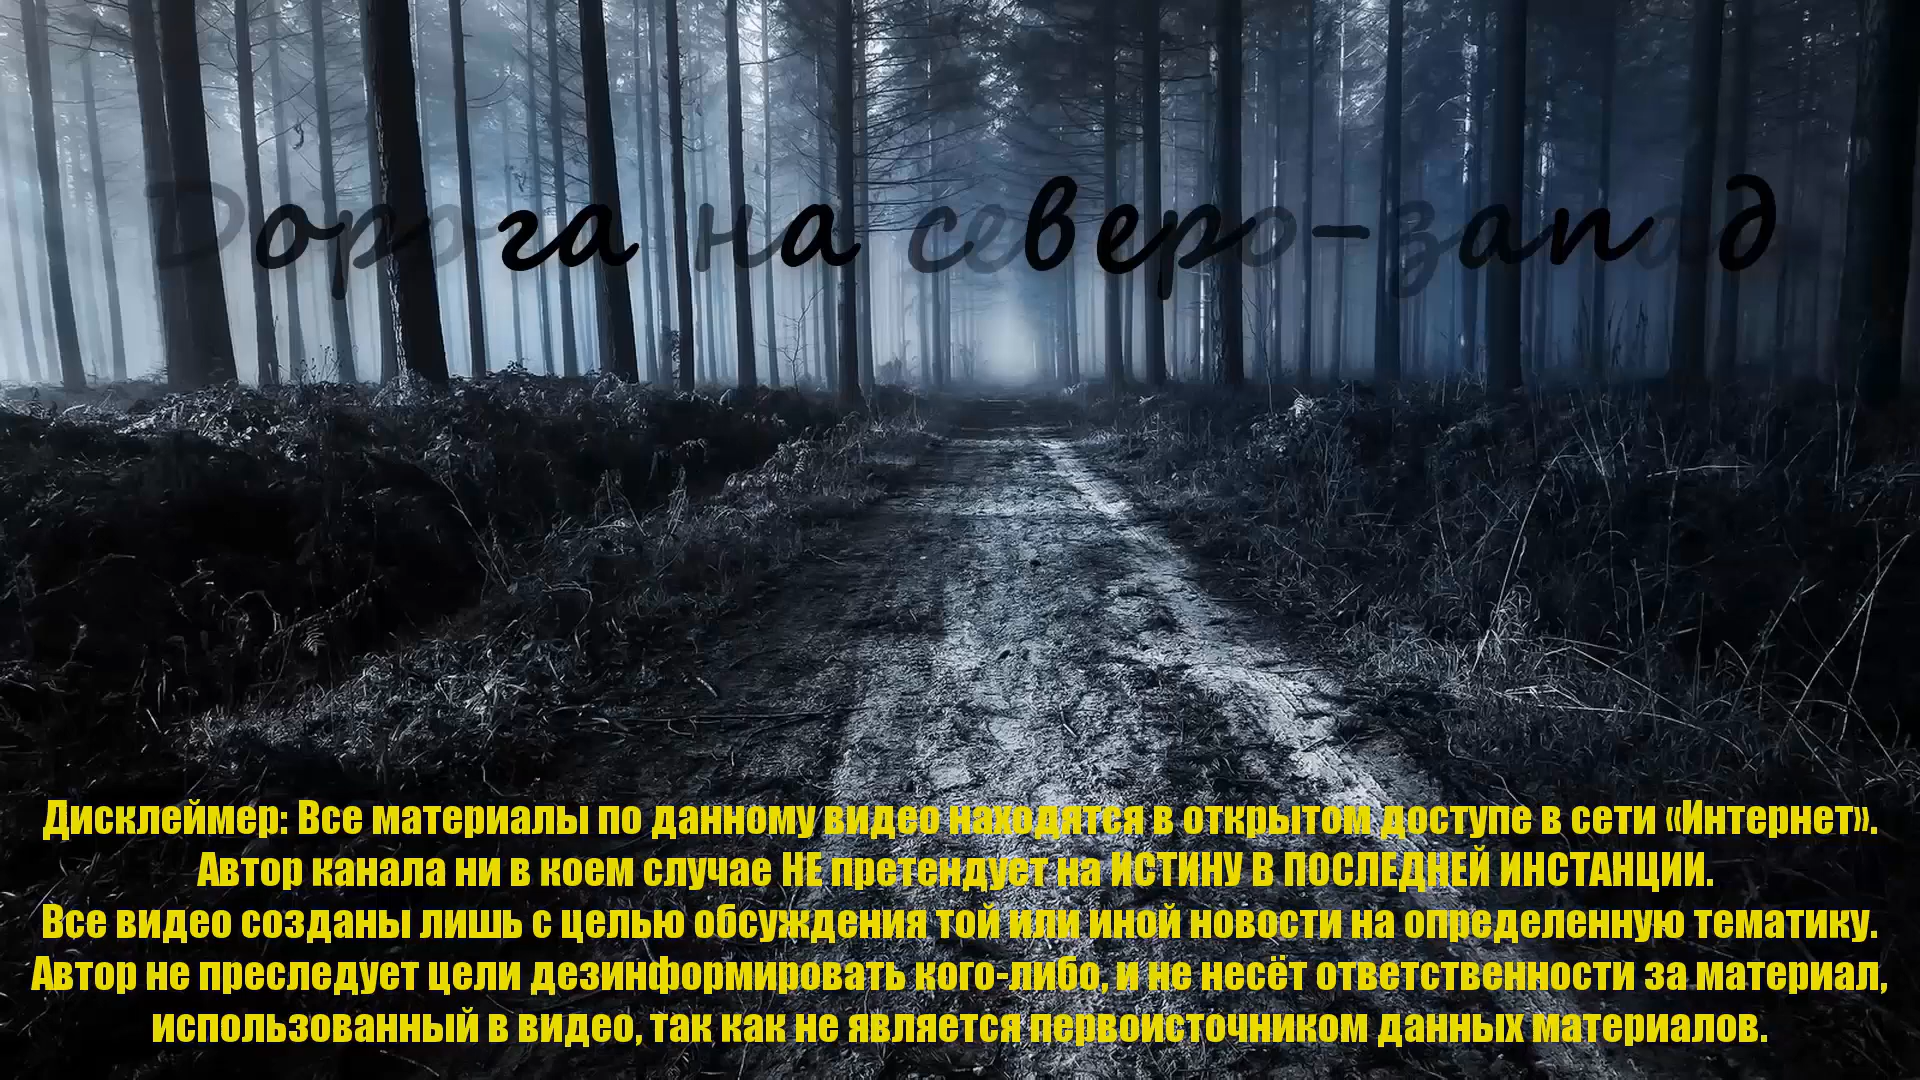 Дорога на северо-запад
Дисклеймер: Все материалы по данному видео находятся в открытом доступе в сети «Интернет».
Автор канала ни в коем случае НЕ претендует на ИСТИНУ В ПОСЛЕДНЕЙ ИНСТАНЦИИ.
Все видео созданы лишь с целью обсуждения той или иной новости на определенную тематику.
Автор не преследует цели дезинформировать кого-либо, и не несёт ответственности за материал,
использованный в видео, так как не является первоисточником данных материалов.